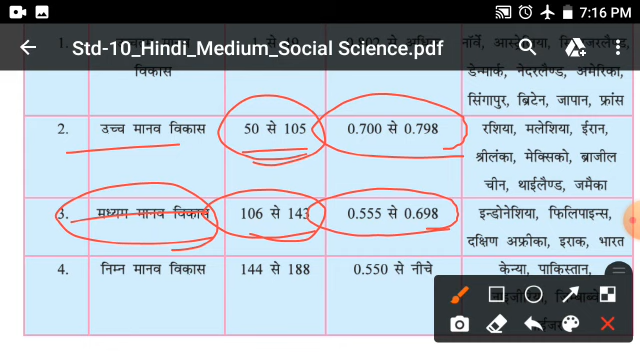 7:16 PM
Std-10_Hindi_Medium_Social Science.pdf
1.
विकास
नॉर्वे, आस्ट्रेलिया,
डेन्मार्क, नेदरलैण्ड, अमेरिका,
सिंगापुर, ब्रिटेन, जापान, फ्रांस
2. उच्च मानव विकास 50 से 105 0.700 से 0.798 रशिया, मलेशिया, ईरान,
श्रीलंका, मेक्सिको, ब्राजील
चीन, थाईलैण्ड, जमैका
3. मध्यम मानव विकास 106 से 143 0.555 से 0.698 इन्डोनेशिया, फिलिपाइन्स,
दक्षिण अफ्रीका, इराक, भारत
4. निम्न मानव विकास 144 से 188 0.550 से नीचे केन्या, पाकिस्तान,